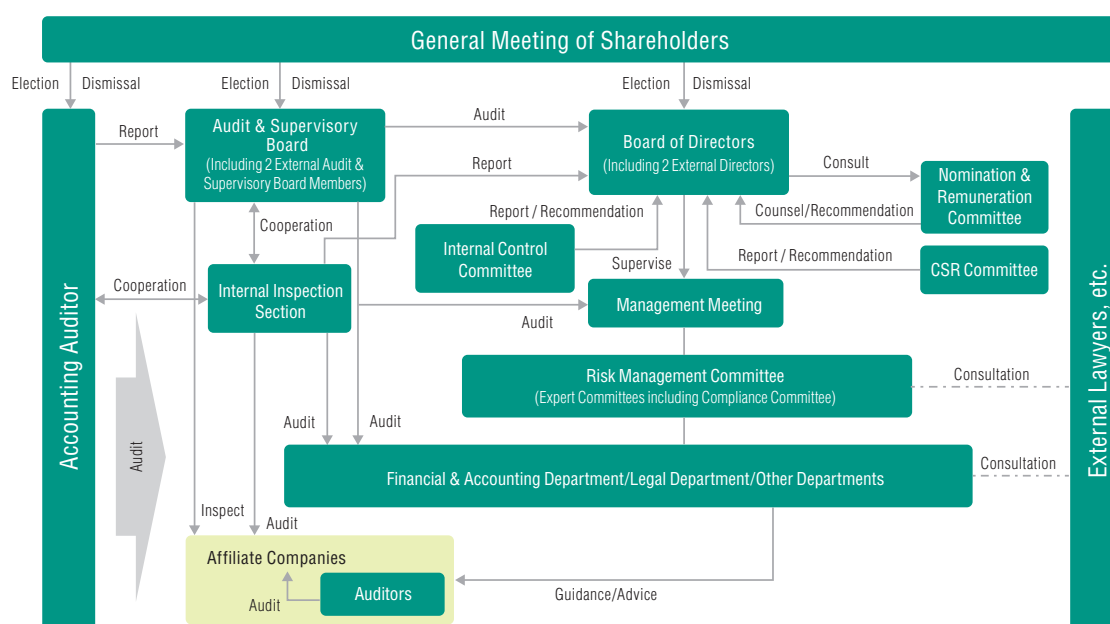 General Meeting of Shareholders
Election Dismissal
Election Dismissal
Election Dismissal
Accounting Auditor
Report
Audit & Supervisory
Board
(Including 2 External Audit &
Supervisory Board Members)
Audit
Report
Board of Directors
(Including 2 External Directors)
Consult
Nomination &
Remuneration
Committee
Counsel/Recommendation
Cooperation
Report / Recommendation
Internal Control
Committee
Supervise
Report / Recommendation
CSR Committee
External Lawyers, etc.
Cooperation
Internal Inspection
Section
Management Meeting
Audit
Risk Management Committee
(Expert Committees including Compliance Committee)
Consultation
Audit
Audit
Audit
Financial & Accounting Department/Legal Department/Other Departments
Consultation
Inspect
Audit
Affiliate Companies
Auditors
Audit
Guidance/Advice